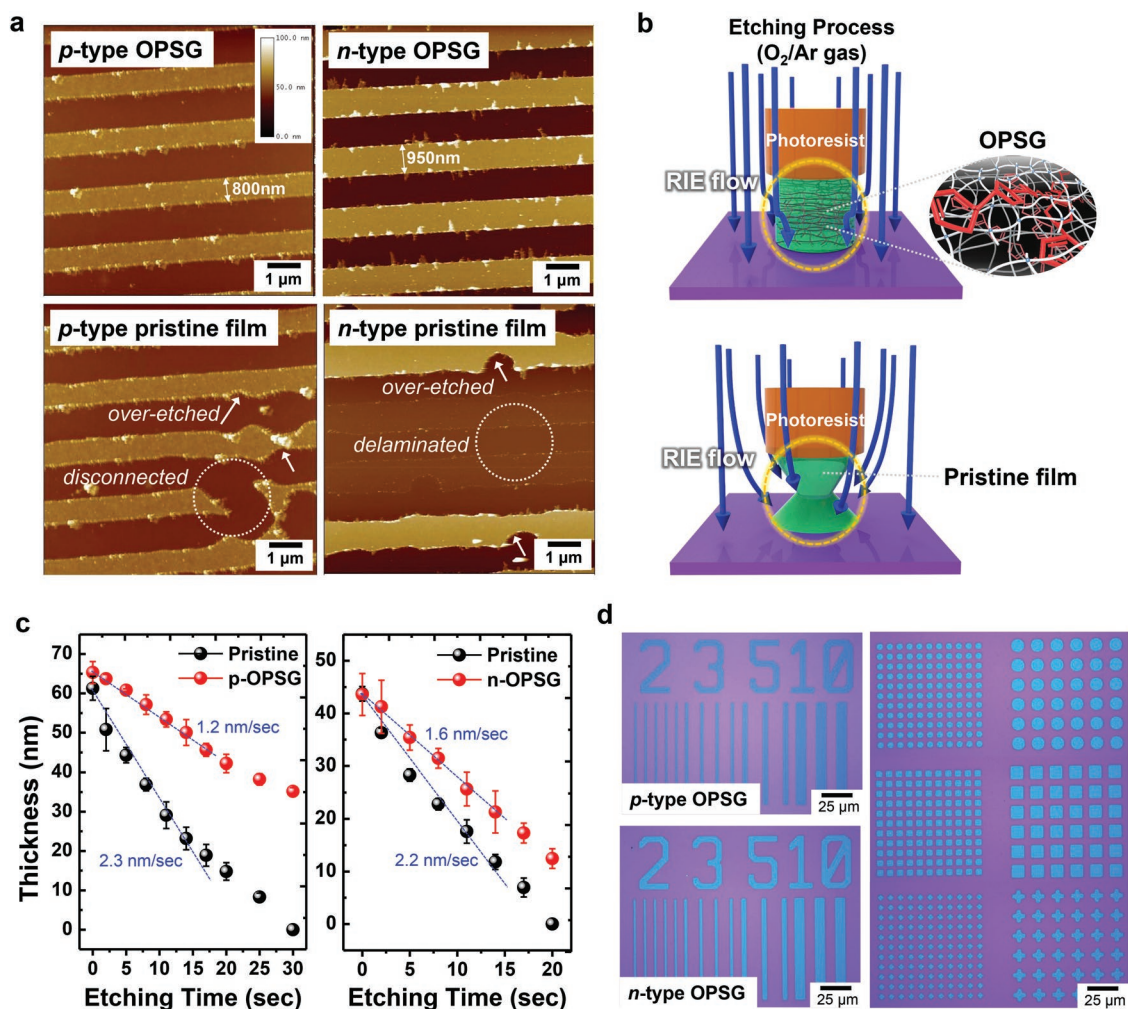 a
p-type OPSG
100.0 nm
50.0 nm
0.0 nm
800nm
1 µm
n-type OPSG
950nm
1 µm
p-type pristine film
over-etched
disconnected
1 µm
n-type pristine film
over-etched
delaminated
1 µm
b
Etching Process
(O2/Ar gas)
Photoresist
RIE flow
OPSG
Photoresist
RIE flow
Pristine film
c
Thickness (nm)
70
60
50
40
30
20
10
0
Pristine
p-OPSG
1.2 nm/sec
2.3 nm/sec
0 5 10 15 20 25 30
Etching Time (sec)
50
40
30
20
10
0
Pristine
n-OPSG
1.6 nm/sec
2.2 nm/sec
0 5 10 15 20
Etching Time (sec)
d
2 3 5 10
p-type OPSG
25 µm
2 3 5 10
n-type OPSG
25 µm
25 µm